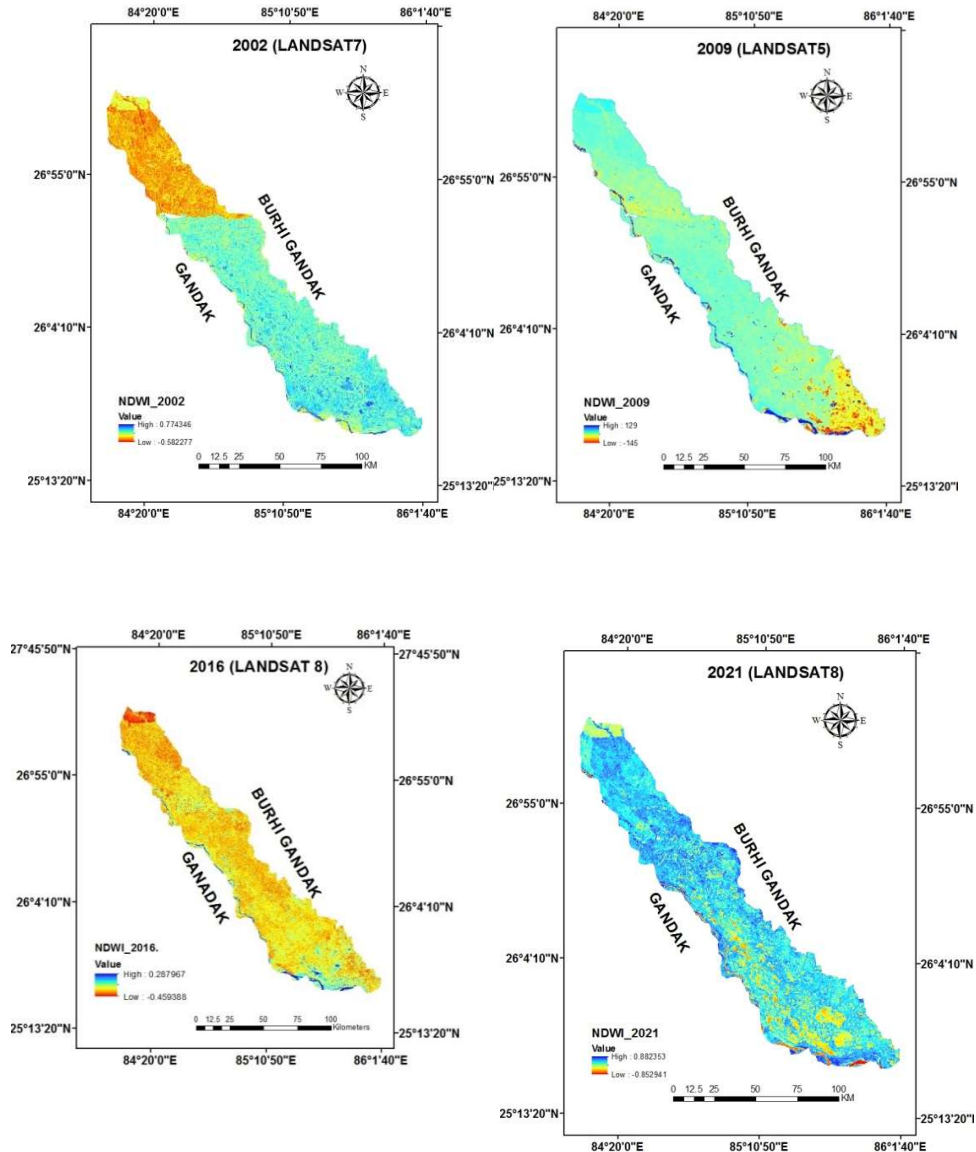 84°20'0"E 85°10'50"E 86°1'40"E
2002 (LANDSAT7)
N
W E
S
26°55'0"N
26°55'0"N
BURHI GANDAK
GANDAK
26°4'10"N
26°4'10"N
NDWI_2002
Value
High : 0.774346
Low : -0.582277
0 12.5 25 50 75 100
KM
25°13'20"N
25°13'20"N
84°20'0"E 85°10'50"E 86°1'40"E
84°20'0"E 85°10'50"E 86°1'40"E
2009 (LANDSAT5)
N
W E
S
26°55'0"N
26°55'0"N
BURHI GANDAK
GANDAK
26°4'10"N
26°4'10"N
NDWI_2009
Value
High : 129
Low : -145
0 12.5 25 50 75 100
KM
25°13'20"N
25°13'20"N
84°20'0"E 85°10'50"E 86°1'40"E
84°20'0"E 85°10'50"E 86°1'40"E
27°45'50"N
27°45'50"N
2016 (LANDSAT 8)
N
W E
S
26°55'0"N
26°55'0"N
BURHI GANDAK
GANADAK
26°4'10"N
26°4'10"N
NDWI_2016.
Value
High : 0.287967
Low : -0.459388
0 12.5 25 50 75 100
Kilometers
25°13'20"N
25°13'20"N
84°20'0"E 85°10'50"E 86°1'40"E
84°20'0"E 85°10'50"E 86°1'40"E
2021 (LANDSAT8)
N
W E
S
26°55'0"N
26°55'0"N
BURHI GANDAK
GANDAK
26°4'10"N
26°4'10"N
NDWI_2021
Value
High : 0.882353
Low : -0.852941
0 12.5 25 50 75 100
KM
25°13'20"N
25°13'20"N
84°20'0"E 85°10'50"E 86°1'40"E